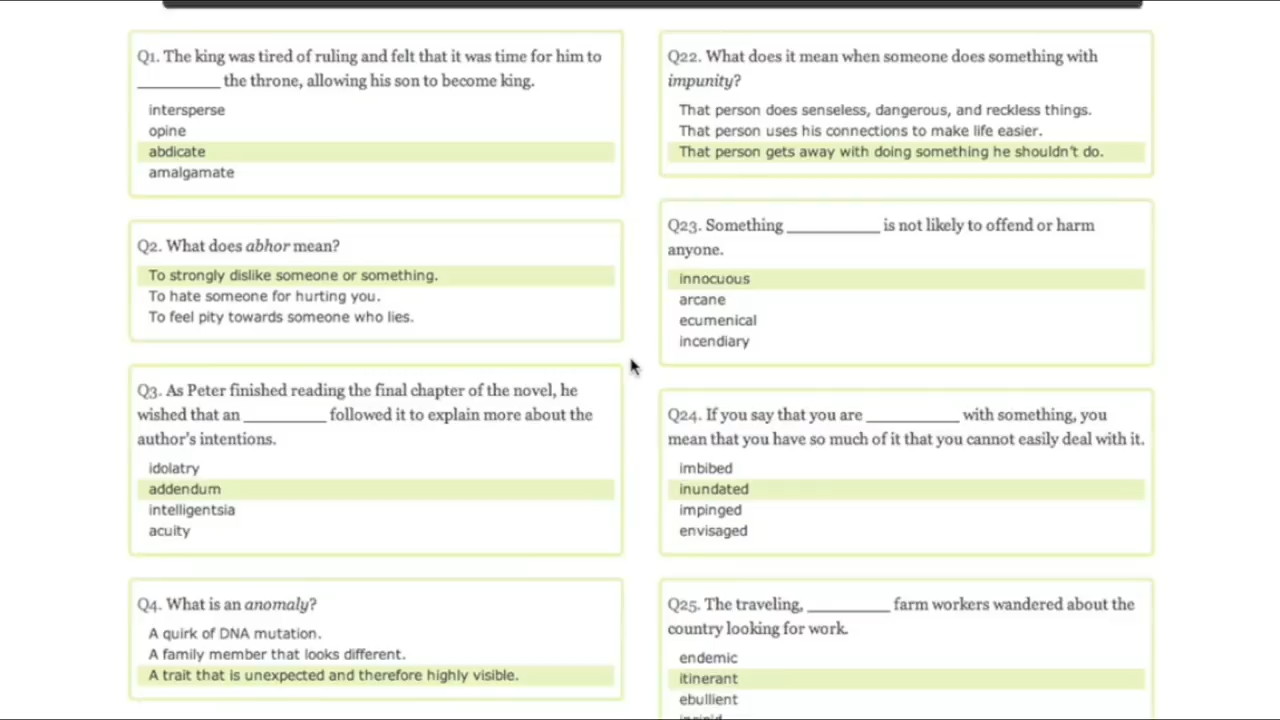 Q1. The king was tired of ruling and felt that it was time for him to
__________ the throne, allowing his son to become king.
intersperse
opine
abdicate
amalgamate
Q2. What does abhor mean?
To strongly dislike someone or something.
To hate someone for hurting you.
To feel pity towards someone who lies.
Q3. As Peter finished reading the final chapter of the novel, he
wished that an __________ followed it to explain more about the
author's intentions.
idolatry
addendum
intelligentsia
acuity
Q4. What is an anomaly?
A quirk of DNA mutation.
A family member that looks different.
A trait that is unexpected and therefore highly visible.
Q22. What does it mean when someone does something with
impunity?
That person does senseless, dangerous, and reckless things.
That person uses his connections to make life easier.
That person gets away with doing something he shouldn't do.
Q23. Something ___________ is not likely to offend or harm
anyone.
innocuous
arcane
ecumenical
incendiary
Q24. If you say that you are ___________ with something, you
mean that you have so much of it that you cannot easily deal with it.
imbibed
inundated
impinged
envisaged
Q25. The traveling, __________ farm workers wandered about the
country looking for work.
endemic
itinerant
ebullient